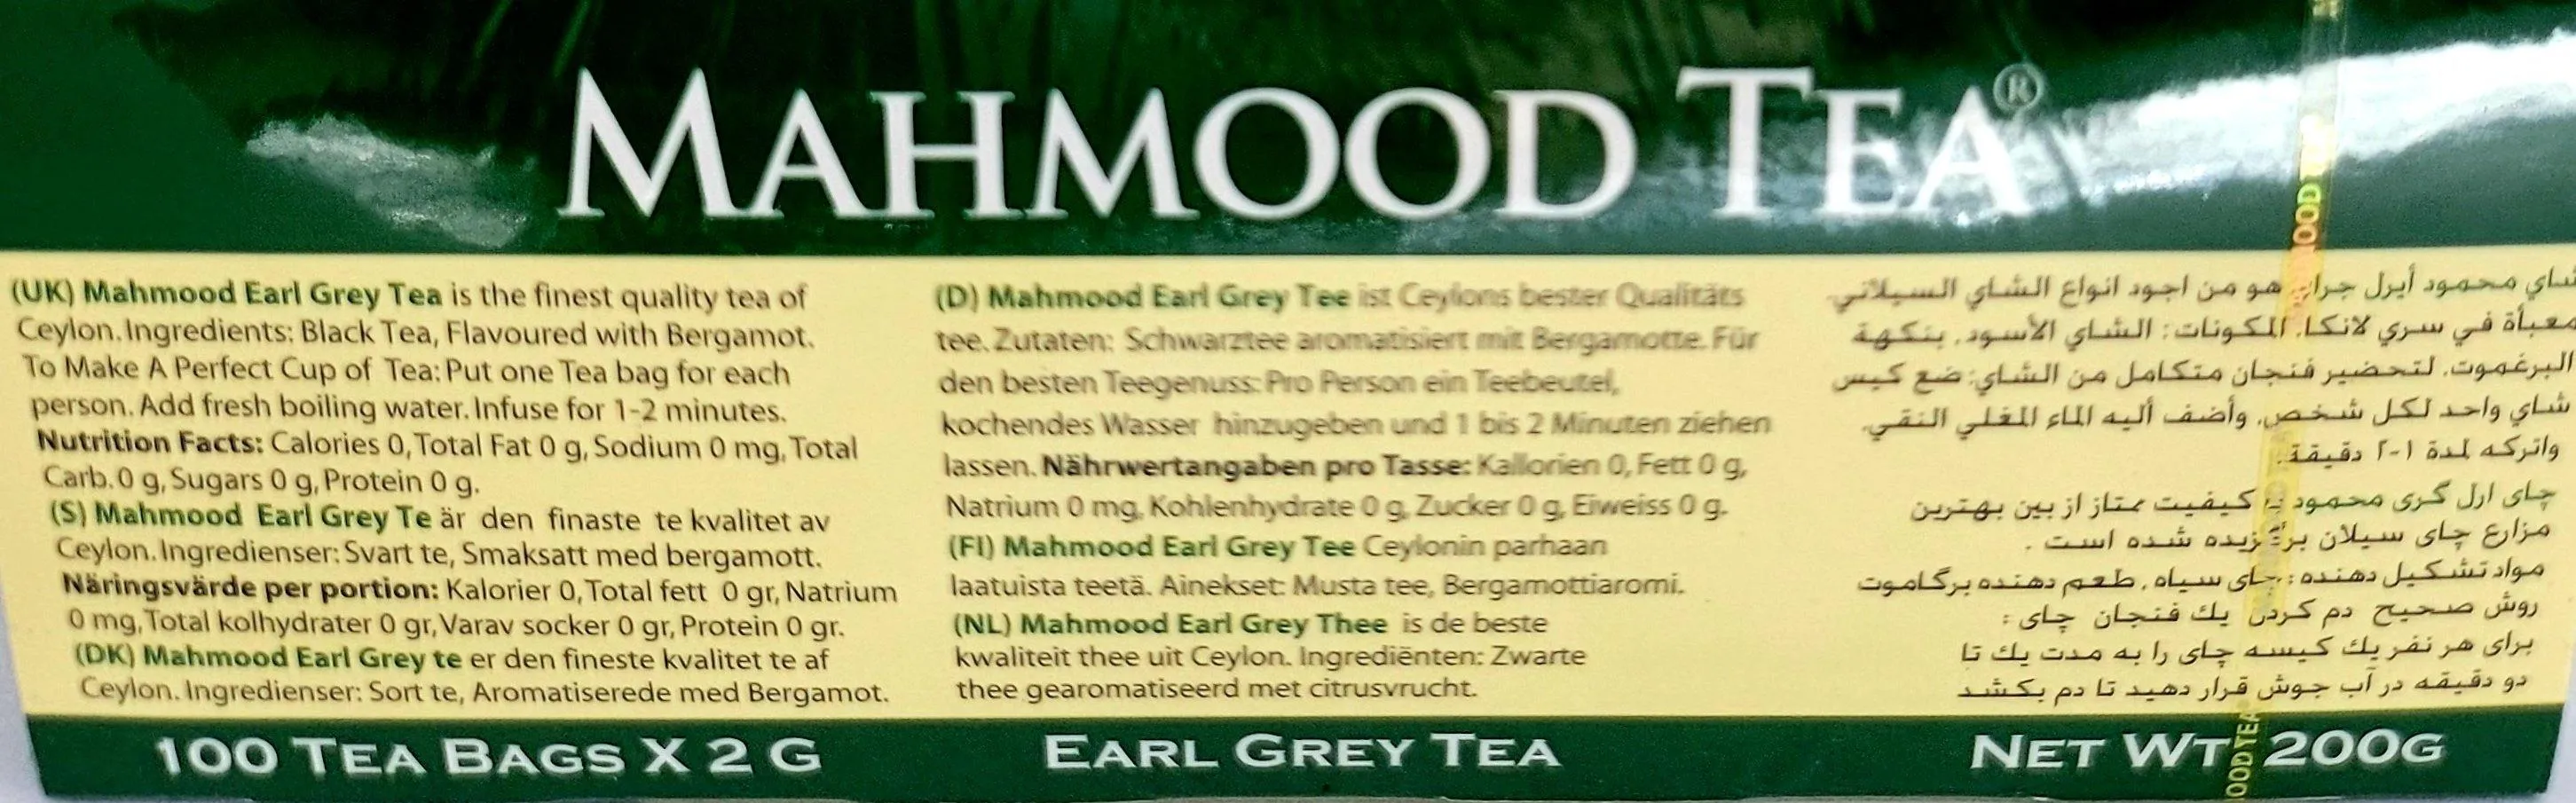 MAHMOOD TEA®
(UK) Mahmood Earl Grey Tea is the finest quality tea of
Ceylon. Ingredients: Black Tea, Flavoured with Bergamot.
To Make A Perfect Cup of Tea: Put one Tea bag for each
person. Add fresh boiling water. Infuse for 1-2 minutes.
Nutrition Facts: Calories 0, Total Fat 0 g, Sodium 0 mg, Total
Carb. 0 g, Sugars 0 g, Protein 0 g.
(S) Mahmood Earl Grey Te är den finaste te kvalitet av
Ceylon. Ingredienser: Svart te, Smaksatt med bergamott.
Näringsvärde per portion: Kalorier 0, Total fett 0 gr, Natrium
0 mg, Total kolhydrater 0 gr, Varav socker 0 gr, Protein 0 gr.
(DK) Mahmood Earl Grey te er den fineste kvalitet te af
Ceylon. Ingredienser: Sort te, Aromatiserede med Bergamot.
(D) Mahmood Earl Grey Tee ist Ceylons bester Qualitäts
tee. Zutaten: Schwarztee aromatisiert mit Bergamotte. Für
den besten Teegenuss: Pro Person ein Teebeutel,
kochendes Wasser hinzugeben und 1 bis 2 Minuten ziehen
lassen. Nährwertangaben pro Tasse: Kallorien 0, Fett 0 g,
Natrium 0 mg, Kohlenhydrate 0 g, Zucker 0 g, Eiweiss 0 g.
(FI) Mahmood Earl Grey Tee Ceylonin parhaan
laatuista teetä. Ainekset: Musta tee, Bergamottiaromi.
(NL) Mahmood Earl Grey Thee is de beste
kwaliteit thee uit Ceylon. Ingrediënten: Zwarte
thee gearomatiseerd met citrusvrucht.
شاي محمود أيرل جراي هو من اجود انواع الشاي السيلاني
معبأة في سري لانكا. المكونات: الشاي الأسود, بنكهة
البرغموت. لتحضير فنجان متكامل من الشاي: ضع كيس
شاي واحد لكل شخص, وأضف أليه الماء المغلي النقي.
واتركه لمدة ١-٢ دقيقة.
چای ارل گری محمود با کیفیت ممتاز از بین بهترین
مزارع چای سیلان برگزیده شده است .
مواد تشکیل دهنده: چای سیاه, طعم دهنده برگاموت
روش صحیح دم کردن یك فنجان چای :
برای هر نفر یك کیسه چای را به مدت یك تا
دو دقیقه در آب جوش قرار دهید تا دم بکشد
100 TEA BAGS X 2 G
EARL GREY TEA
NET WT 200G